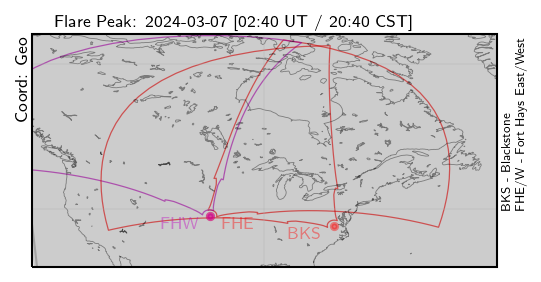 Flare Peak: 2024-03-07 [02:40 UT / 20:40 CST]
Coord: Geo
FHW
FHE
BKS
BKS - Blackstone
FHE/W - Fort Hays East/West